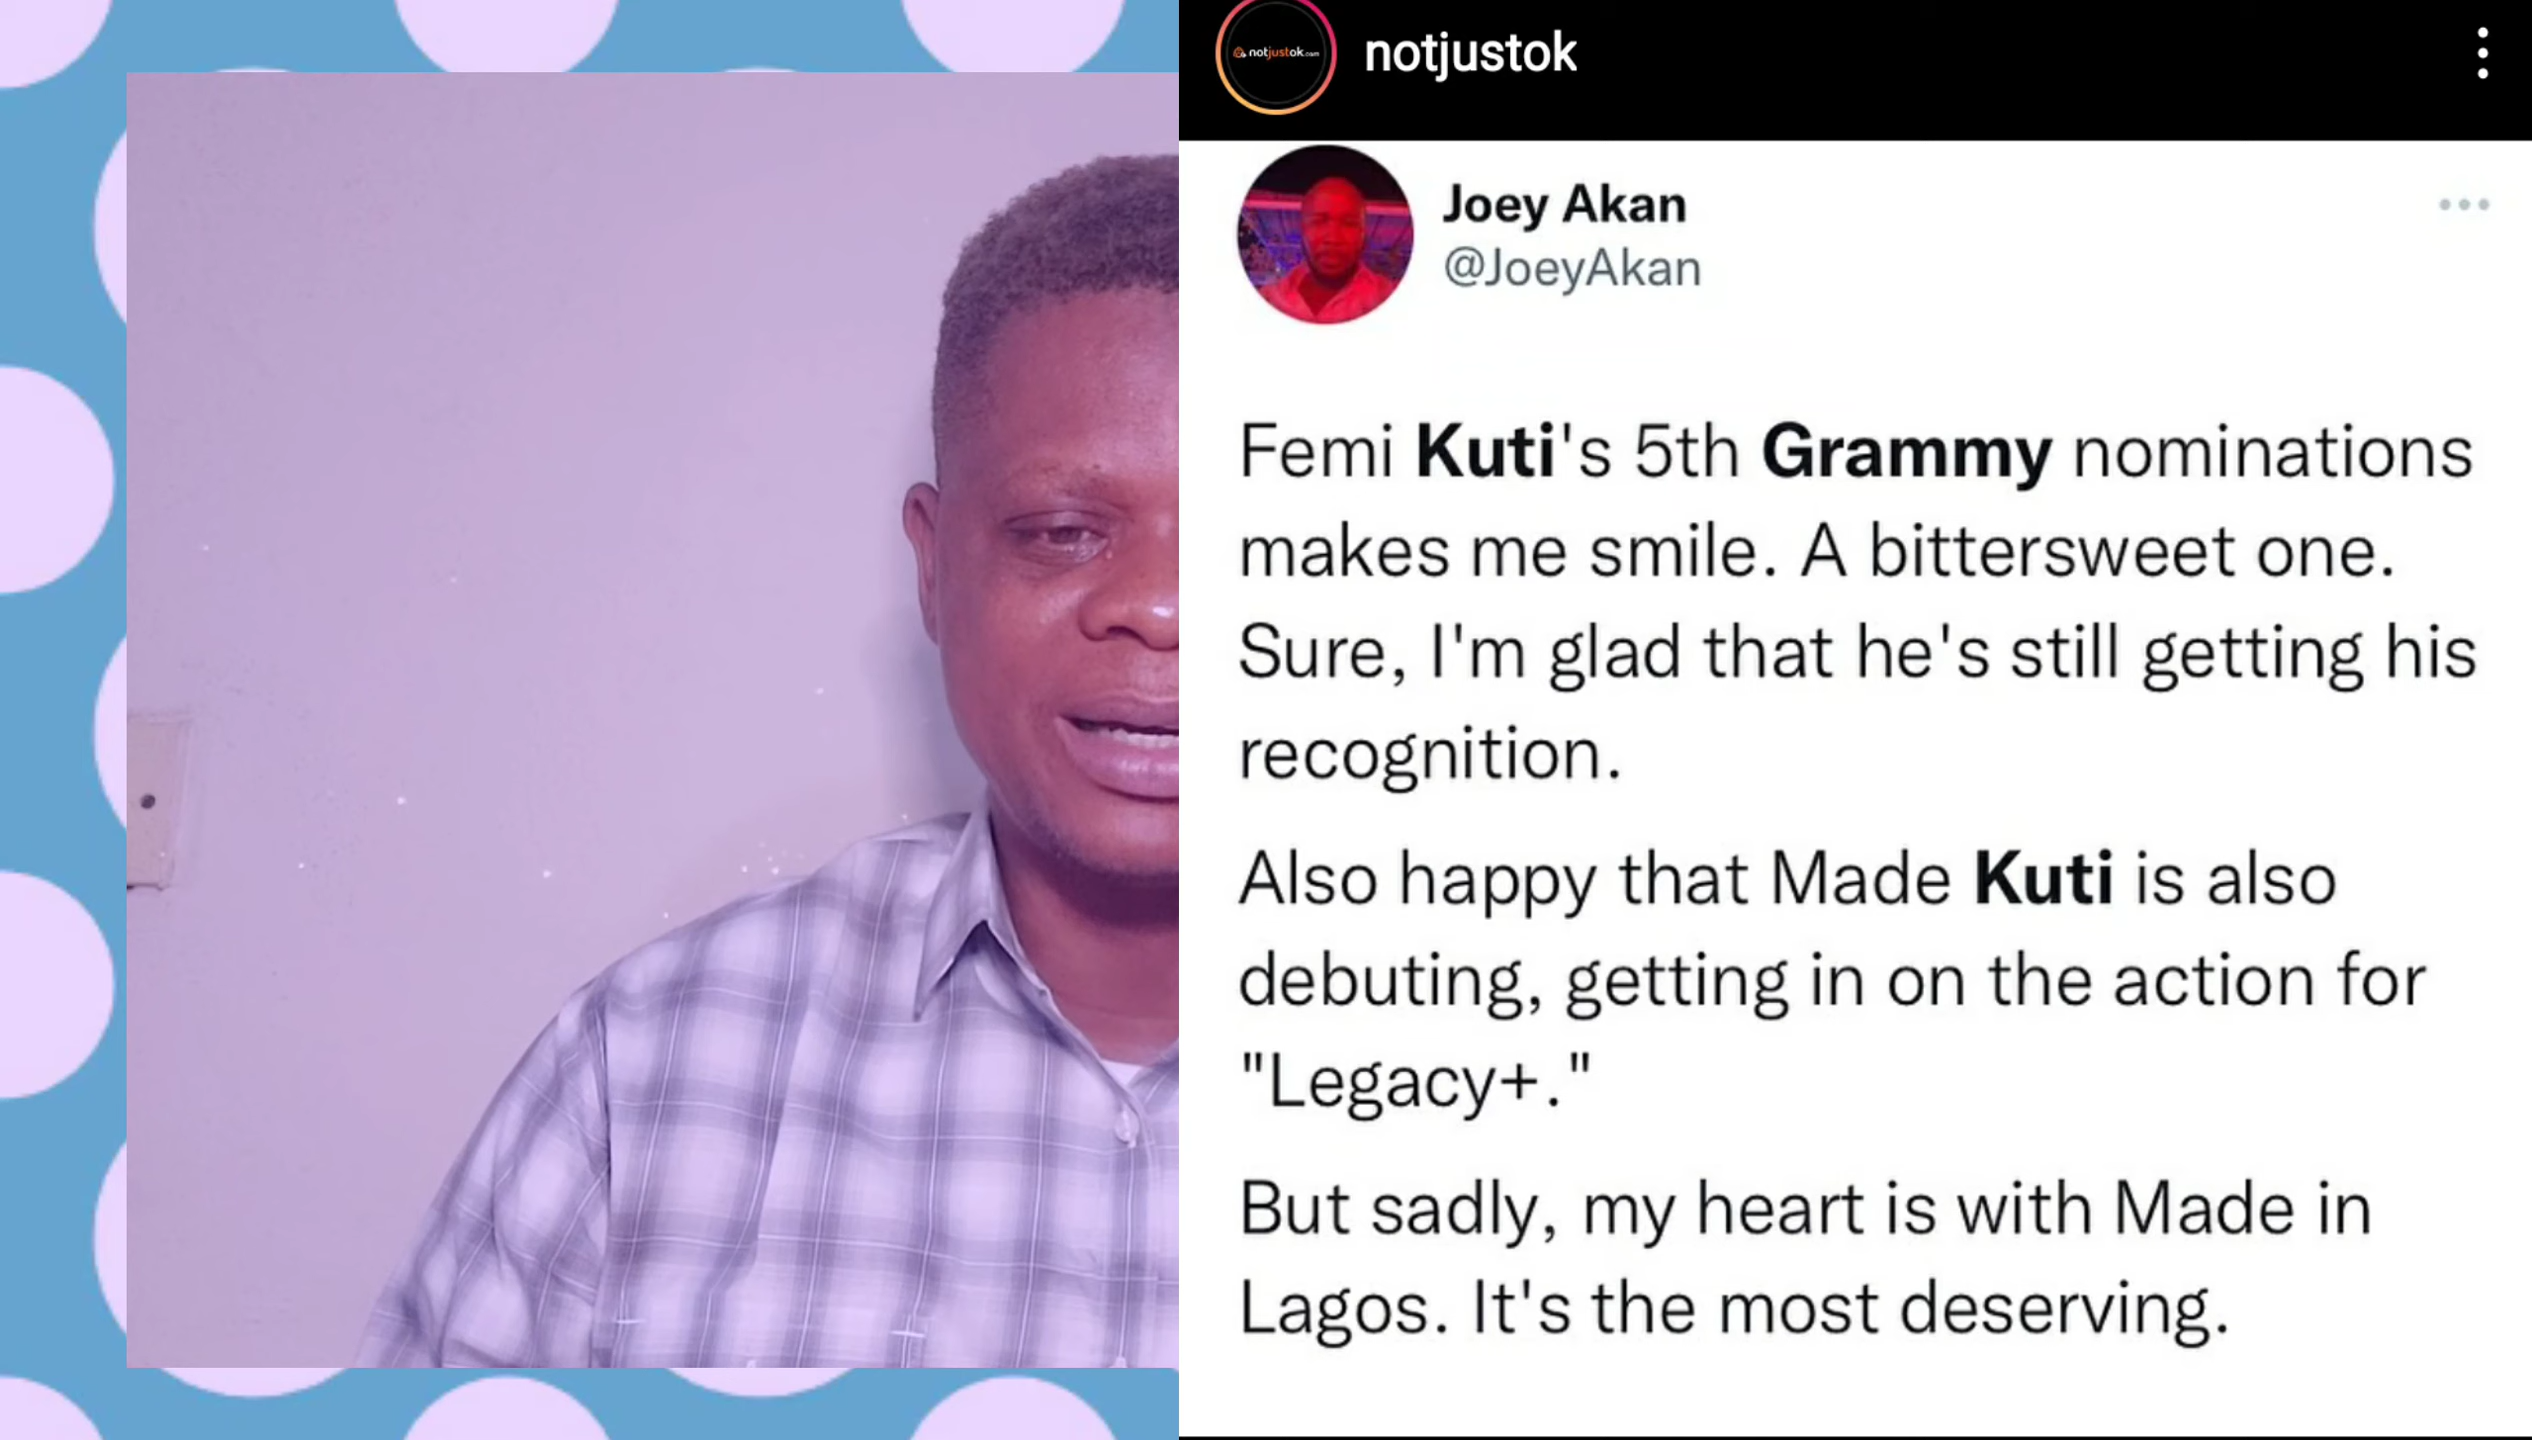 notjustok.com
notjustok
Joey Akan
@JoeyAkan
Femi Kuti's 5th Grammy nominations
makes me smile. A bittersweet one.
Sure, I'm glad that he's still getting his
recognition.
Also happy that Made Kuti is also
debuting, getting in on the action for
"Legacy+."
But sadly, my heart is with Made in
Lagos. It's the most deserving.